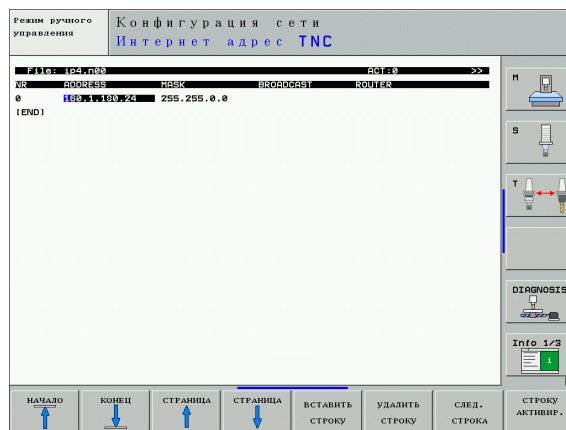 Режим ручного
управления
Конфигурация сети
Интернет адрес TNC
File: ip4.n00 ACT:0 >>
NR ADDRESS MASK BROADCAST ROUTER
0 160.1.180.24 255.255.0.0
[END]
M
S
T
DIAGNOSIS
Info 1/3
i
НАЧАЛО
КОНЕЦ
СТРАНИЦА
СТРАНИЦА
ВСТАВИТЬ
СТРОКУ
УДАЛИТЬ
СТРОКУ
СЛЕД.
СТРОКА
СТРОКУ
АКТИВИР.